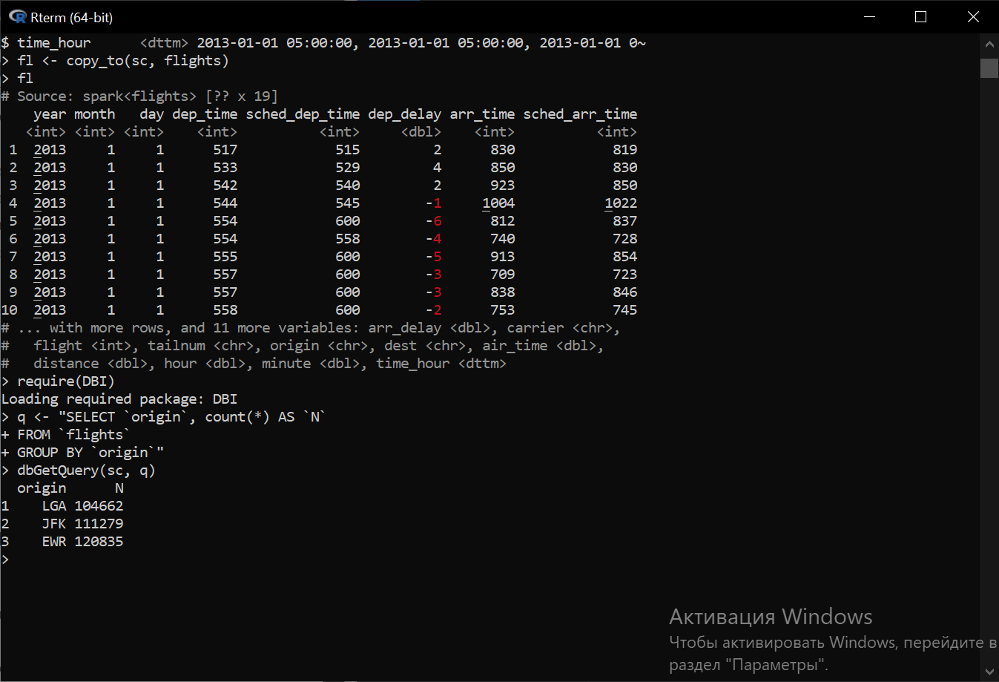 Rterm (64-bit)
$ time_hour      <dttm> 2013-01-01 05:00:00, 2013-01-01 05:00:00, 2013-01-01 0~
> fl <- copy_to(sc, flights)
> fl
# Source: spark<flights> [?? x 19]
    year month   day dep_time sched_dep_time dep_delay arr_time sched_arr_time
   <int> <int> <int>    <int>          <int>     <dbl>    <int>          <int>
 1  2013     1     1      517            515         2      830            819
 2  2013     1     1      533            529         4      850            830
 3  2013     1     1      542            540         2      923            850
 4  2013     1     1      544            545        -1     1004           1022
 5  2013     1     1      554            600        -6      812            837
 6  2013     1     1      554            558        -4      740            728
 7  2013     1     1      555            600        -5      913            854
 8  2013     1     1      557            600        -3      709            723
 9  2013     1     1      557            600        -3      838            846
10  2013     1     1      558            600        -2      753            745
# ... with more rows, and 11 more variables: arr_delay <dbl>, carrier <chr>,
#   flight <int>, tailnum <chr>, origin <chr>, dest <chr>, air_time <dbl>,
#   distance <dbl>, hour <dbl>, minute <dbl>, time_hour <dttm>
> require(DBI)
Loading required package: DBI
> q <- "SELECT `origin`, count(*) AS `N`
+ FROM `flights`
+ GROUP BY `origin`"
> dbGetQuery(sc, q)
  origin      N
1    LGA 104662
2    JFK 111279
3    EWR 120835
>
Активация Windows
Чтобы активировать Windows, перейдите в
раздел "Параметры".